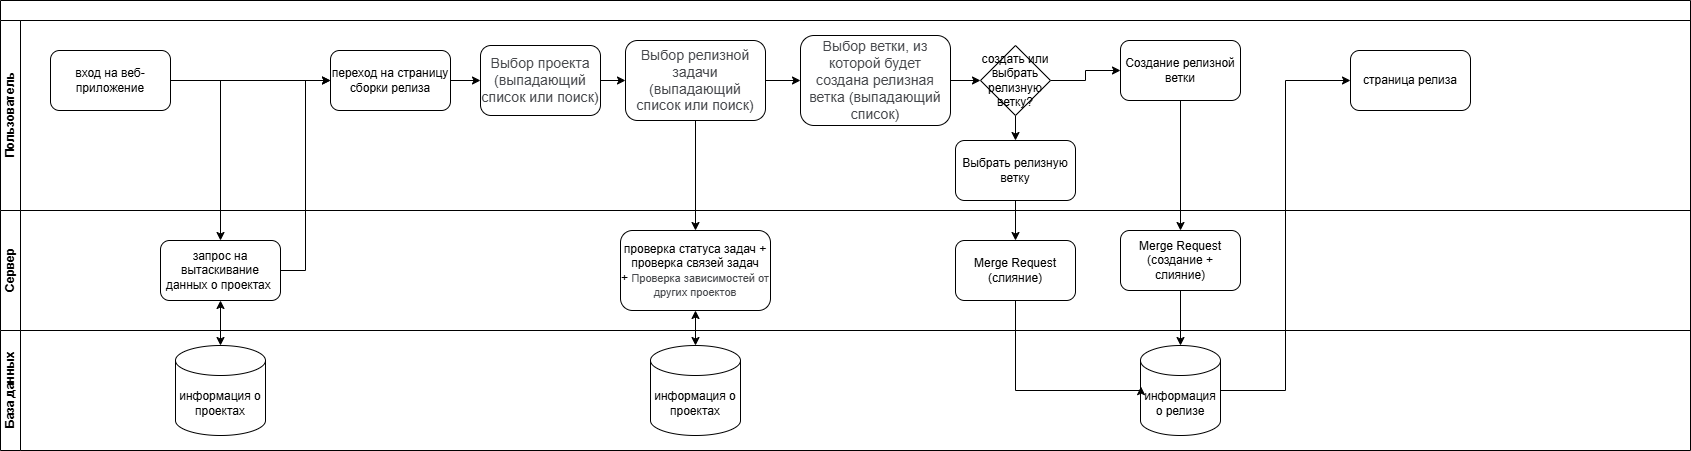 Пользователь
вход на веб-
приложение
переход на страницу
сборки релиза
Выбор проекта
(выпадающий
список или поиск)
Выбор релизной
задачи
(выпадающий
список или поиск)
Выбор ветки, из
которой будет
создана релизная
ветка (выпадающий
список)
создать или
выбрать
релизную
ветку?
Создание релизной
ветки
страница релиза
Выбрать релизную
ветку
Сервер
запрос на
вытаскивание
данных о проектах
проверка статуса задач +
проверка связей задач
+ Проверка зависимостей от
других проектов
Merge Request
(слияние)
Merge Request
(создание +
слияние)
База данных
информация о
проектах
информация о
проектах
информация
о релизе